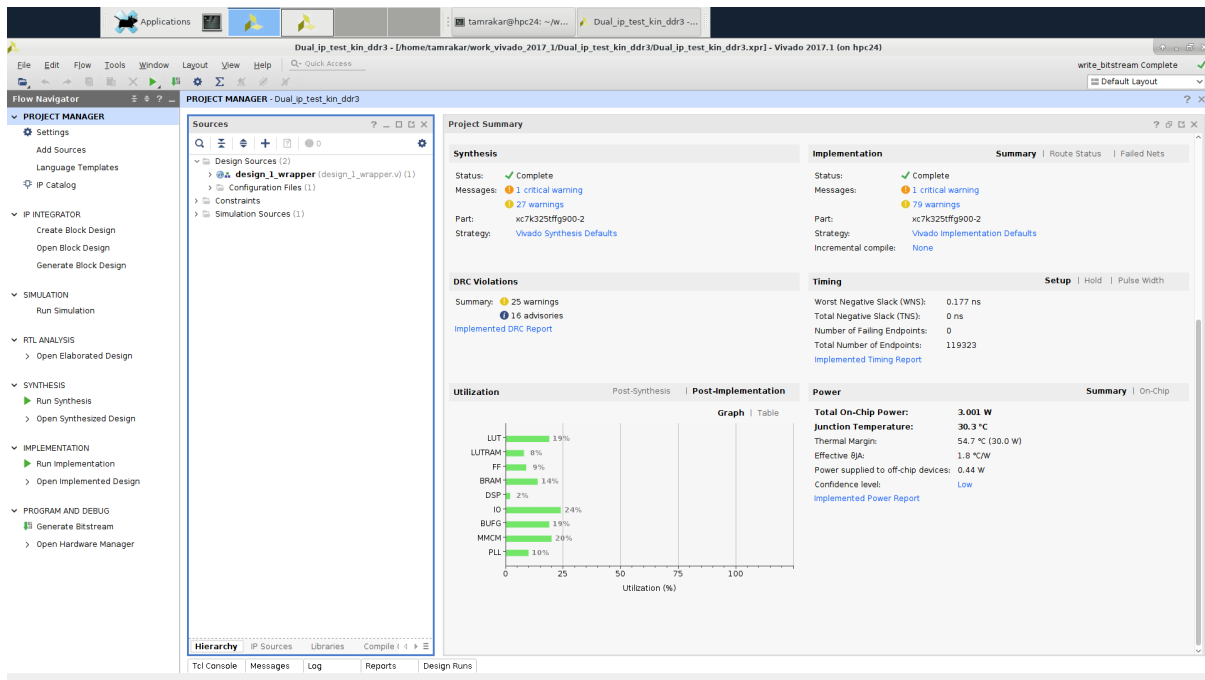 Applications
tamrakar@hpc24: ~/w...
Dual_ip_test_kin_ddr3 -...
Dual_ip_test_kin_ddr3 - [/home/tamrakar/work_vivado_2017_1/Dual_ip_test_kin_ddr3/Dual_ip_test_kin_ddr3.xpr] - Vivado 2017.1 (on hpc24)
File Edit Flow Tools Window Layout View Help Q- Quick Access
write_bitstream Complete
Default Layout
Flow Navigator
PROJECT MANAGER - Dual_ip_test_kin_ddr3
PROJECT MANAGER
Settings
Add Sources
Language Templates
IP Catalog
IP INTEGRATOR
Create Block Design
Open Block Design
Generate Block Design
SIMULATION
Run Simulation
RTL ANALYSIS
Open Elaborated Design
SYNTHESIS
Run Synthesis
Open Synthesized Design
IMPLEMENTATION
Run Implementation
Open Implemented Design
PROGRAM AND DEBUG
Generate Bitstream
Open Hardware Manager
Sources
0
Design Sources (2)
design_1_wrapper (design_1_wrapper.v) (1)
Configuration Files (1)
Constraints
Simulation Sources (1)
Hierarchy IP Sources Libraries Compile (
Project Summary
Synthesis
Status: Complete
Messages: 1 critical warning
27 warnings
Part: xc7k325tffg900-2
Strategy: Vivado Synthesis Defaults
Implementation Summary | Route Status | Failed Nets
Status: Complete
Messages: 1 critical warning
79 warnings
Part: xc7k325tffg900-2
Strategy: Vivado Implementation Defaults
Incremental compile: None
DRC Violations
Summary: 25 warnings
16 advisories
Implemented DRC Report
Timing Setup | Hold | Pulse Width
Worst Negative Slack (WNS): 0.177 ns
Total Negative Slack (TNS): 0 ns
Number of Failing Endpoints: 0
Total Number of Endpoints: 119323
Implemented Timing Report
Utilization Post-Synthesis | Post-Implementation
Graph | Table
LUT 19%
LUTRAM 8%
FF 9%
BRAM 14%
DSP 2%
IO 24%
BUFG 19%
MMCM 20%
PLL 10%
0 25 50 75 100
Utilization (%)
Power Summary | On-Chip
Total On-Chip Power: 3.001 W
Junction Temperature: 30.3 °C
Thermal Margin: 54.7 °C (30.0 W)
Effective θJA: 1.8 °C/W
Power supplied to off-chip devices: 0.44 W
Confidence level: Low
Implemented Power Report
Tcl Console Messages Log Reports Design Runs